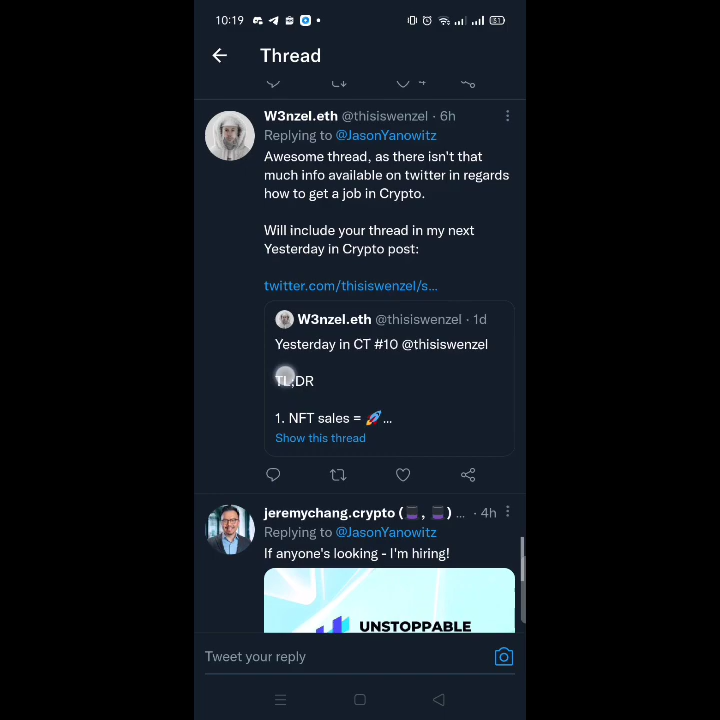 10:19
51
Thread
4
W3nzel.eth @thisiswenzel · 6h
Replying to @JasonYanowitz
Awesome thread, as there isn't that
much info available on twitter in regards
how to get a job in Crypto.
Will include your thread in my next
Yesterday in Crypto post:
twitter.com/thisiswenzel/s...
W3nzel.eth @thisiswenzel · 1d
Yesterday in CT #10 @thisiswenzel
TL;DR
1. NFT sales = 🚀...
Show this thread
jeremychang.crypto ( , ) ... · 4h
Replying to @JasonYanowitz
If anyone's looking - I'm hiring!
UNSTOPPABLE
Tweet your reply